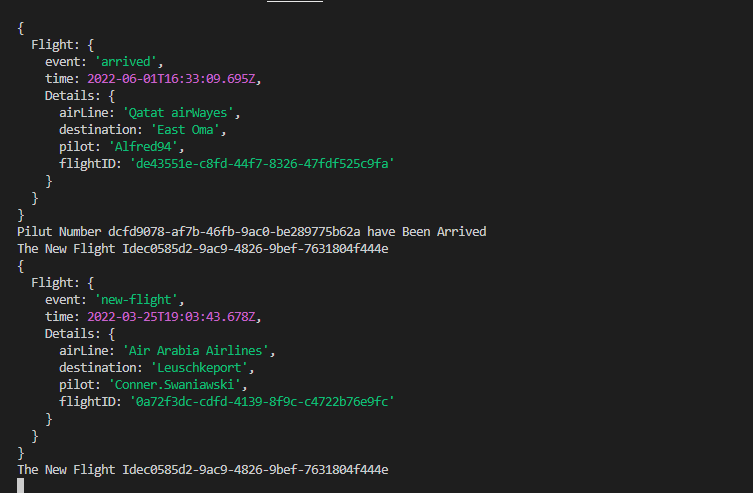 {
  Flight: {
    event: 'arrived',
    time: 2022-06-01T16:33:09.695Z,
    Details: {
      airLine: 'Qatat airWayes',
      destination: 'East Oma',
      pilot: 'Alfred94',
      flightID: 'de43551e-c8fd-44f7-8326-47fdf525c9fa'
    }
  }
}
Pilut Number dcfd9078-af7b-46fb-9ac0-be289775b62a have Been Arrived
The New Flight Idec0585d2-9ac9-4826-9bef-7631804f444e
{
  Flight: {
    event: 'new-flight',
    time: 2022-03-25T19:03:43.678Z,
    Details: {
      airLine: 'Air Arabia Airlines',
      destination: 'Leuschkeport',
      pilot: 'Conner.Swaniawski',
      flightID: '0a72f3dc-cdfd-4139-8f9c-c4722b76e9fc'
    }
  }
}
The New Flight Idec0585d2-9ac9-4826-9bef-7631804f444e